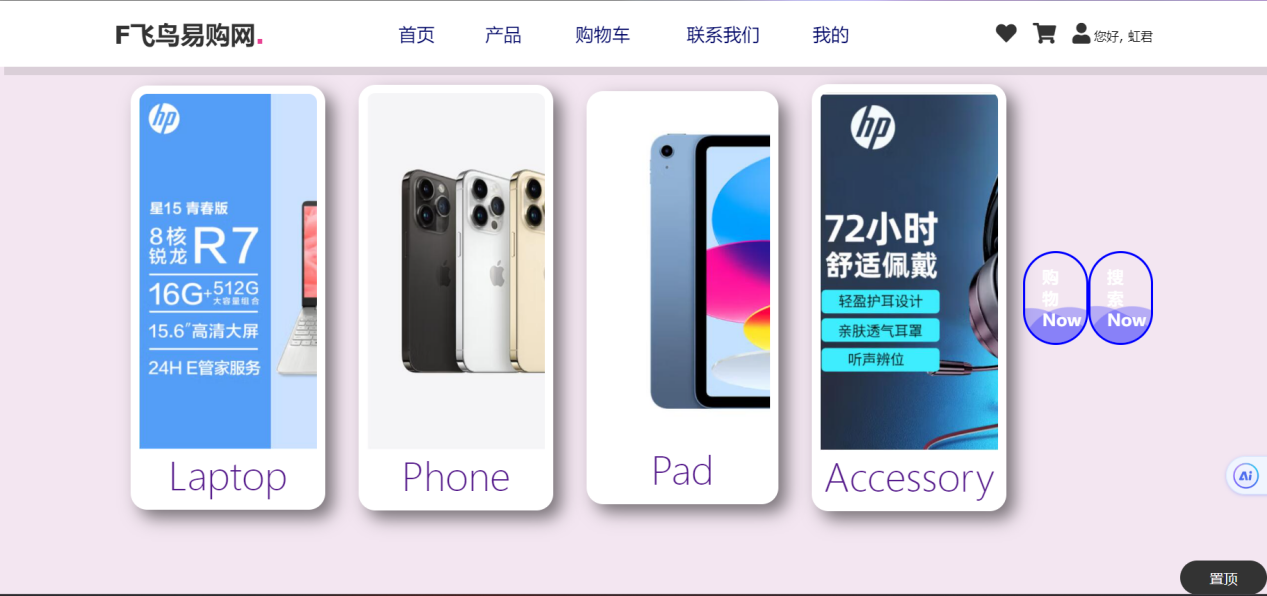 F飞鸟易购网.
首页 产品 购物车 联系我们 我的
您好, 虹君
hp
星15 青春版
8核
锐龙 R7
16G+512G
大容量组合
15.6″高清大屏
24H E管家服务
Laptop
Phone
Pad
hp
72小时
舒适佩戴
轻盈护耳设计
亲肤透气耳罩
听声辨位
Accessory
购
物
Now
搜
索
Now
Ai
置顶